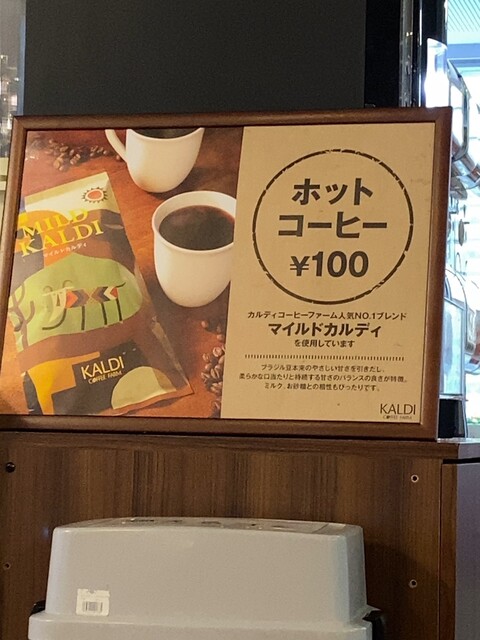 ホット
コーヒー
¥100
カルディコーヒーファーム人気NO.1ブレンド
マイルドカルディ
を使用しています
ブラジル豆本来のやさしい甘さを引きだし、
柔らかな口当たりと持続する甘さのバランスの良さが特徴。
ミルク、お砂糖との相性もぴったりです。
KALDI
COFFEE FARM
MILD
KALDI
マイルドカルディ
KALDI
COFFEE FARM